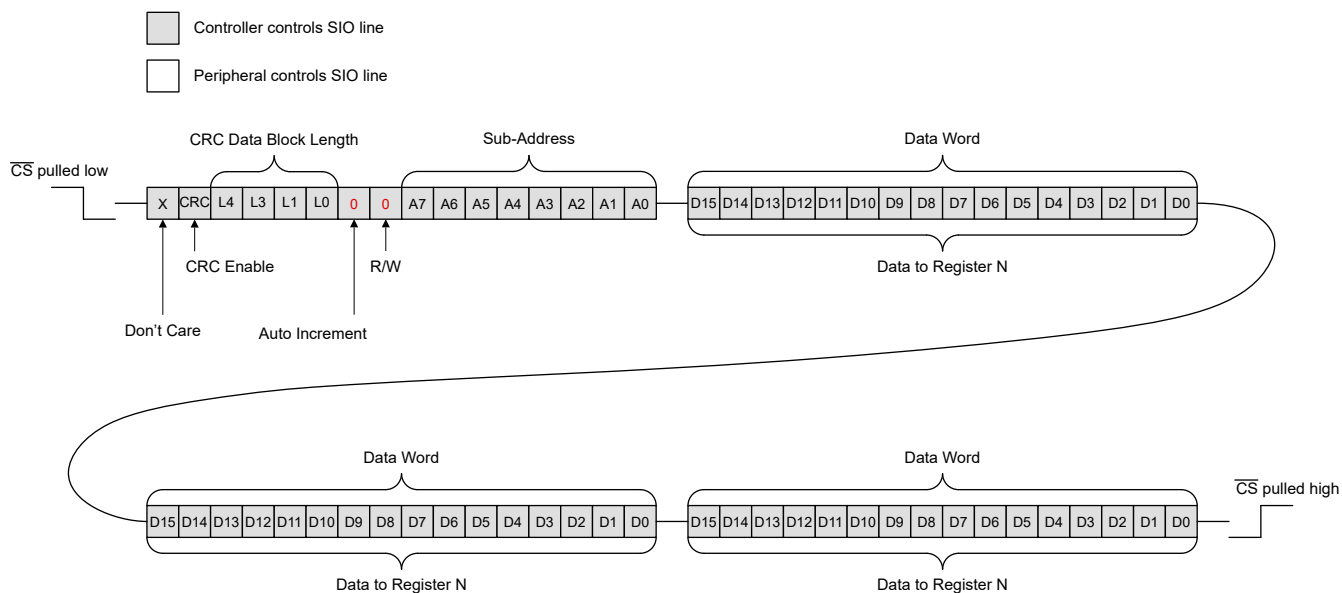 Controller controls SIO line
Peripheral controls SIO line
CRC Data Block Length
Sub-Address
Data Word
CS pulled low
X CRC L4 L3 L1 L0 0 0 A7 A6 A5 A4 A3 A2 A1 A0
D15 D14 D13 D12 D11 D10 D9 D8 D7 D6 D5 D4 D3 D2 D1 D0
CRC Enable
R/W
Data to Register N
Don't Care
Auto Increment
Data Word
Data Word
CS pulled high
D15 D14 D13 D12 D11 D10 D9 D8 D7 D6 D5 D4 D3 D2 D1 D0
D15 D14 D13 D12 D11 D10 D9 D8 D7 D6 D5 D4 D3 D2 D1 D0
Data to Register N
Data to Register N